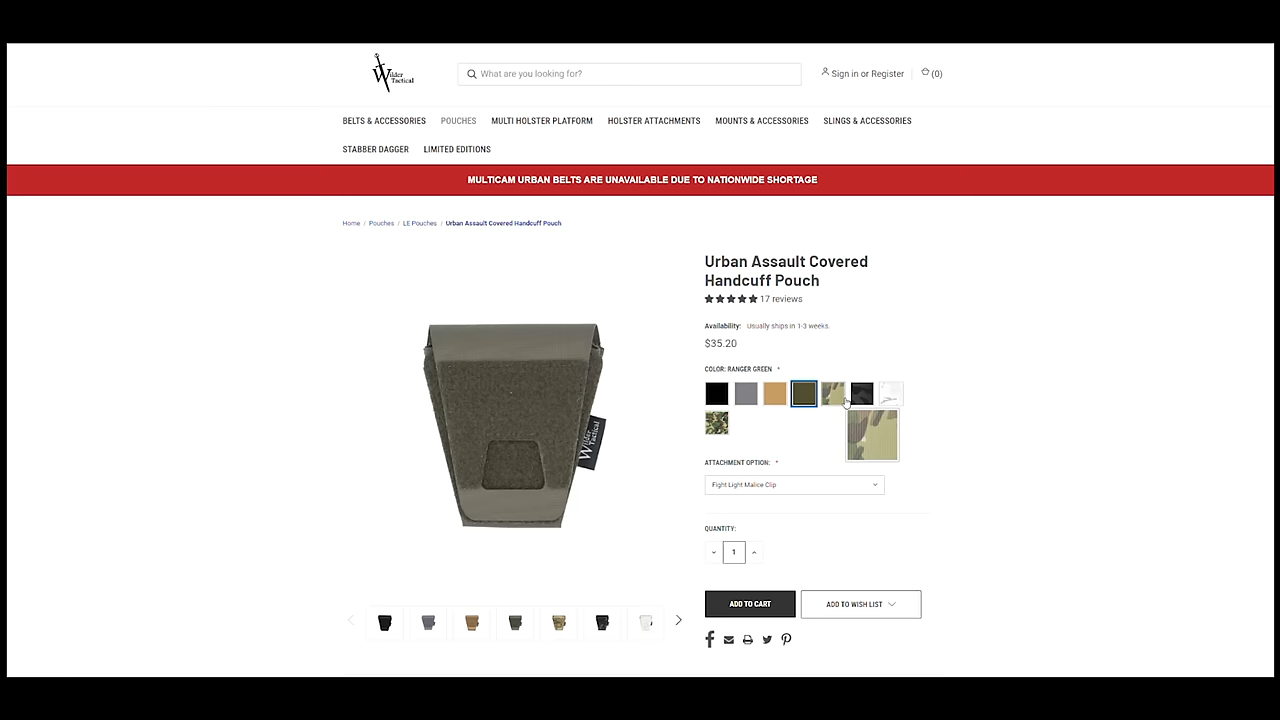 Wilder
Tactical
What are you looking for?
Sign in or Register
(0)
BELTS & ACCESSORIES
POUCHES
MULTI HOLSTER PLATFORM
HOLSTER ATTACHMENTS
MOUNTS & ACCESSORIES
SLINGS & ACCESSORIES
STABBER DAGGER
LIMITED EDITIONS
MULTICAM URBAN BELTS ARE UNAVAILABLE DUE TO NATIONWIDE SHORTAGE
Home / Pouches / LE Pouches / Urban Assault Covered Handcuff Pouch
Urban Assault Covered
Handcuff Pouch
17 reviews
Availability: Usually ships in 1-3 weeks.
$35.20
COLOR: RANGER GREEN *
ATTACHMENT OPTION: *
Fight Light Malice Clip
QUANTITY:
1
ADD TO CART
ADD TO WISH LIST
Wilder
Tactical